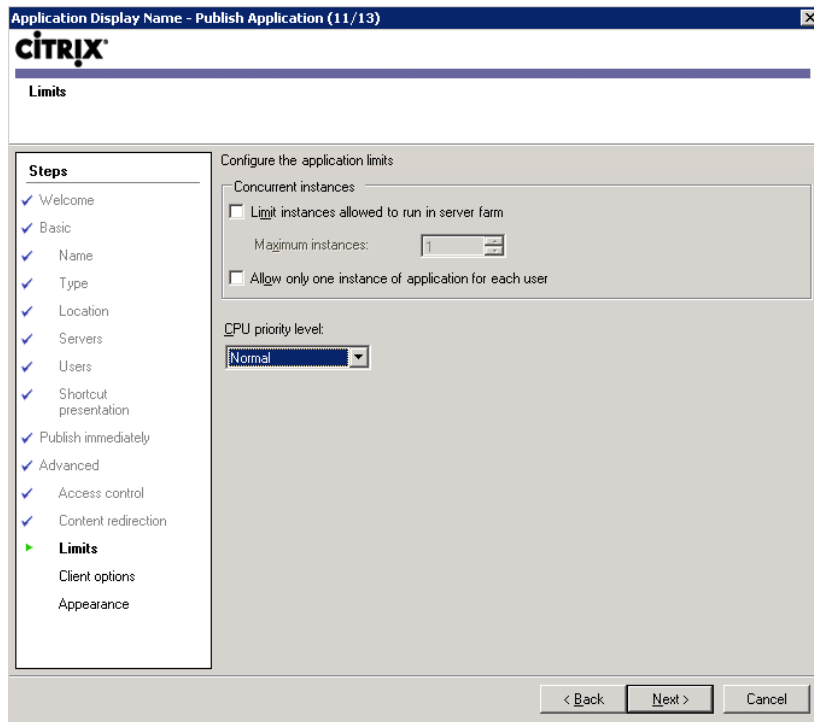 Application Display Name - Publish Application (11/13)
CİTRIX®
Limits
Steps
Welcome
Basic
Name
Type
Location
Servers
Users
Shortcut
presentation
Publish immediately
Advanced
Access control
Content redirection
Limits
Client options
Appearance
Configure the application limits
Concurrent instances
Limit instances allowed to run in server farm
Maximum instances: 1
Allow only one instance of application for each user
CPU priority level:
Normal
< Back Next > Cancel